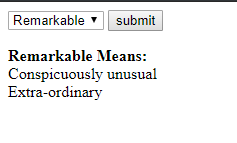 Remarkable submit
Remarkable Means:
Conspicuously unusual
Extra-ordinary